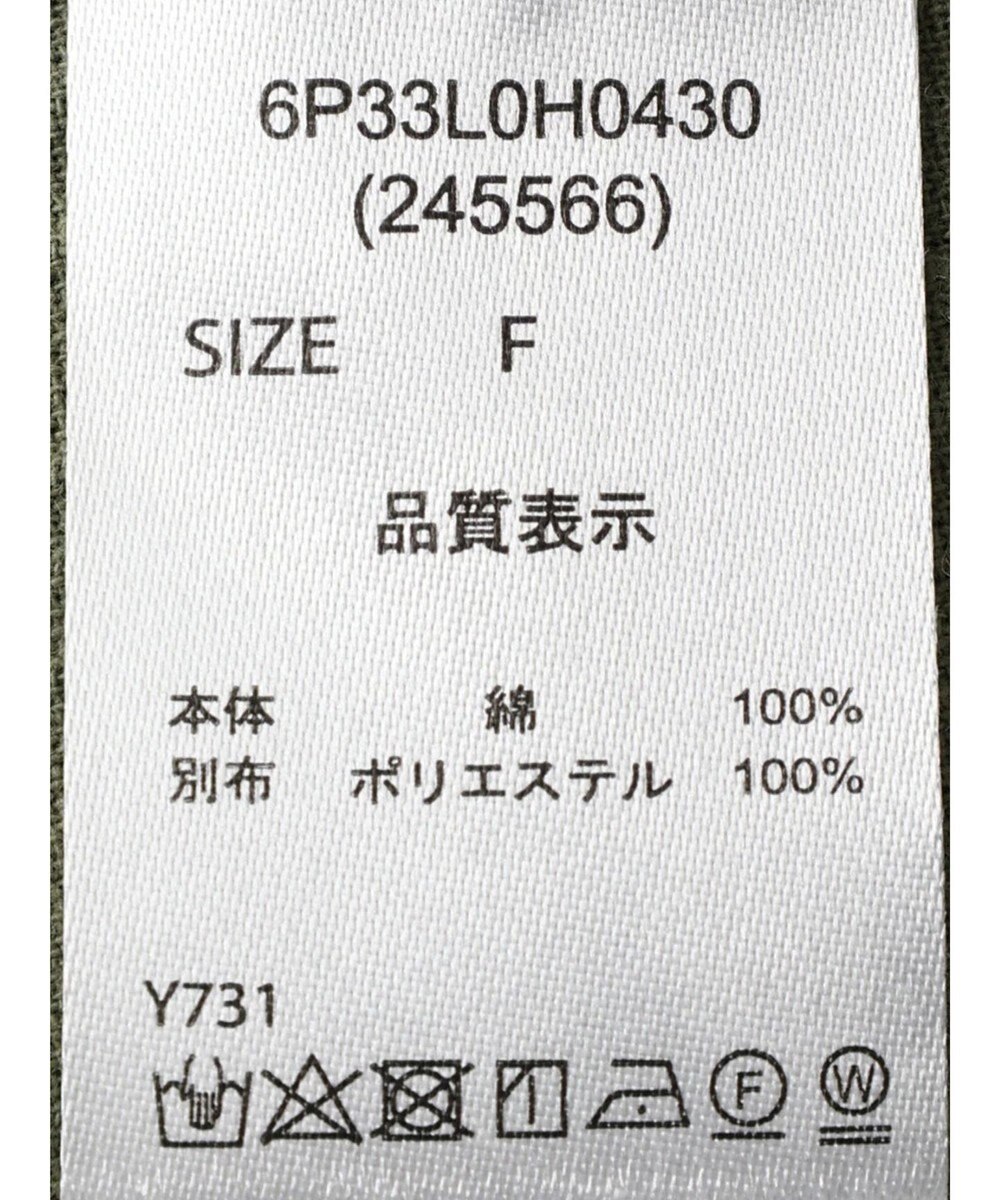 6P33L0H0430
(245566)
SIZE F
品質表示
本体 綿 100%
別布 ポリエステル 100%
Y731
F W